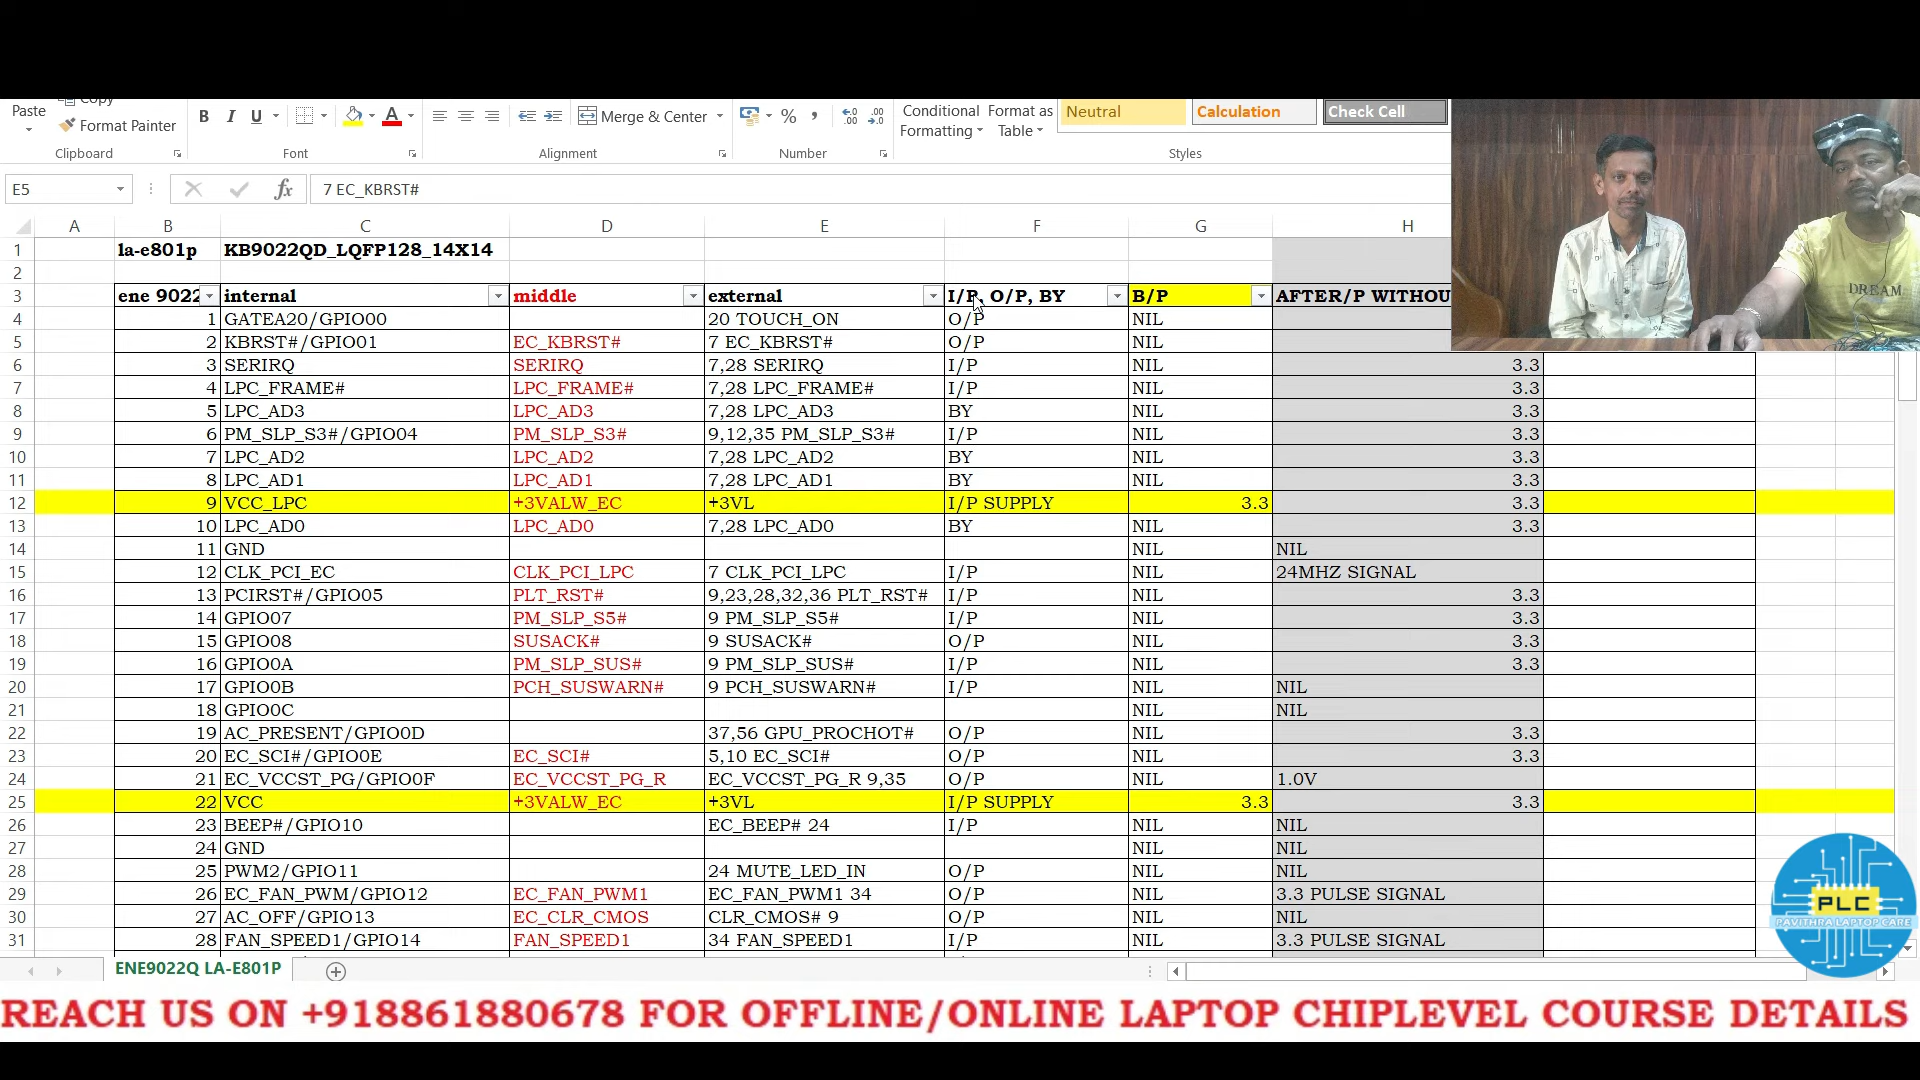 Paste
Copy
Format Painter
Clipboard
B I U
Font
Merge & Center
Alignment
%
Number
Conditional Formatting
Format as Table
Neutral
Calculation
Check Cell
Styles
E5
fx
7 EC_KBRST#
A B C D E F G H
1 la-e801p KB9022QD_LQFP128_14X14
2
3 ene 9022 internal middle external I/P, O/P, BY B/P AFTER/P WITHOU
4 1 GATEA20/GPIO00 20 TOUCH_ON O/P NIL
5 2 KBRST#/GPIO01 EC_KBRST# 7 EC_KBRST# O/P NIL
6 3 SERIRQ SERIRQ 7,28 SERIRQ I/P NIL 3.3
7 4 LPC_FRAME# LPC_FRAME# 7,28 LPC_FRAME# I/P NIL 3.3
8 5 LPC_AD3 LPC_AD3 7,28 LPC_AD3 BY NIL 3.3
9 6 PM_SLP_S3#/GPIO04 PM_SLP_S3# 9,12,35 PM_SLP_S3# I/P NIL 3.3
10 7 LPC_AD2 LPC_AD2 7,28 LPC_AD2 BY NIL 3.3
11 8 LPC_AD1 LPC_AD1 7,28 LPC_AD1 BY NIL 3.3
12 9 VCC_LPC +3VALW_EC +3VL I/P SUPPLY 3.3 3.3
13 10 LPC_AD0 LPC_AD0 7,28 LPC_AD0 BY NIL 3.3
14 11 GND NIL NIL
15 12 CLK_PCI_EC CLK_PCI_LPC 7 CLK_PCI_LPC I/P NIL 24MHZ SIGNAL
16 13 PCIRST#/GPIO05 PLT_RST# 9,23,28,32,36 PLT_RST# I/P NIL 3.3
17 14 GPIO07 PM_SLP_S5# 9 PM_SLP_S5# I/P NIL 3.3
18 15 GPIO08 SUSACK# 9 SUSACK# O/P NIL 3.3
19 16 GPIO0A PM_SLP_SUS# 9 PM_SLP_SUS# I/P NIL 3.3
20 17 GPIO0B PCH_SUSWARN# 9 PCH_SUSWARN# I/P NIL NIL
21 18 GPIO0C NIL NIL
22 19 AC_PRESENT/GPIO0D 37,56 GPU_PROCHOT# O/P NIL 3.3
23 20 EC_SCI#/GPIO0E EC_SCI# 5,10 EC_SCI# O/P NIL 3.3
24 21 EC_VCCST_PG/GPIO0F EC_VCCST_PG_R EC_VCCST_PG_R 9,35 O/P NIL 1.0V
25 22 VCC +3VALW_EC +3VL I/P SUPPLY 3.3 3.3
26 23 BEEP#/GPIO10 EC_BEEP# 24 I/P NIL NIL
27 24 GND NIL NIL
28 25 PWM2/GPIO11 24 MUTE_LED_IN O/P NIL NIL
29 26 EC_FAN_PWM/GPIO12 EC_FAN_PWM1 EC_FAN_PWM1 34 O/P NIL 3.3 PULSE SIGNAL
30 27 AC_OFF/GPIO13 EC_CLR_CMOS CLR_CMOS# 9 O/P NIL NIL
31 28 FAN_SPEED1/GPIO14 FAN_SPEED1 34 FAN_SPEED1 I/P NIL 3.3 PULSE SIGNAL
ENE9022Q LA-E801P
DREAM
PLC
PAVITHRA LAPTOP CARE
REACH US ON +918861880678 FOR OFFLINE/ONLINE LAPTOP CHIPLEVEL COURSE DETAILS